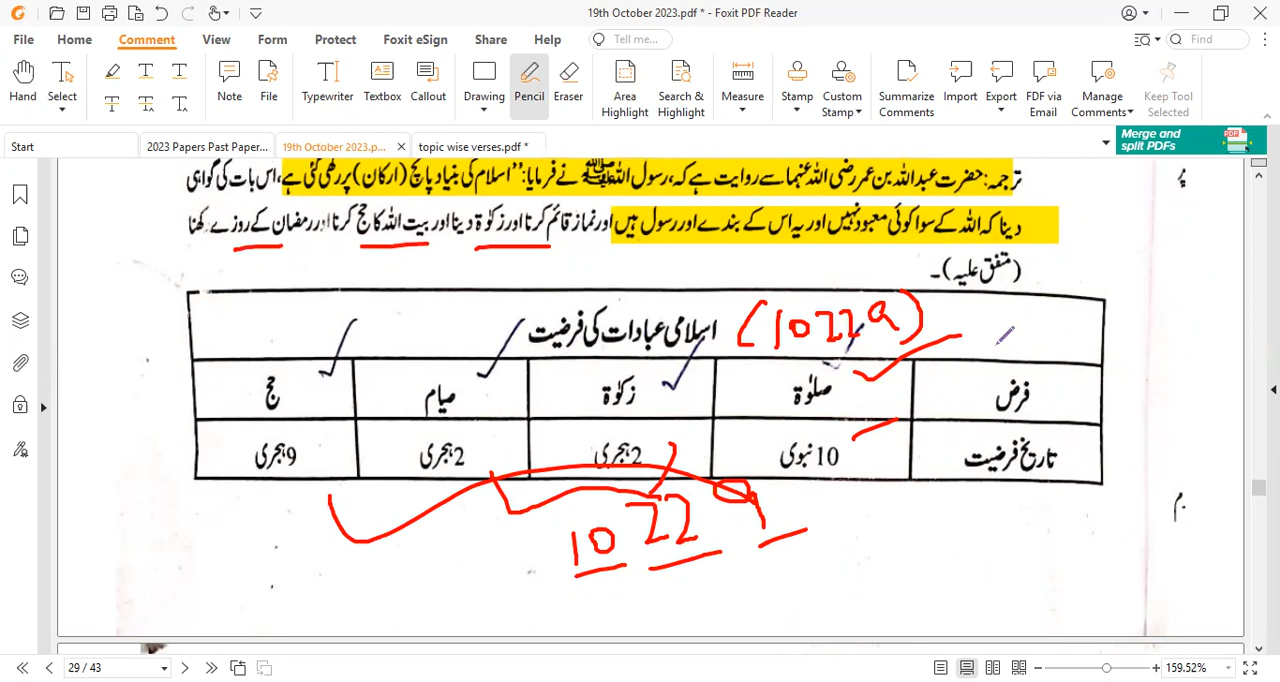 19th October 2023.pdf * - Foxit PDF Reader
File Home Comment View Form Protect Foxit eSign Share Help Tell me... Find
Hand Select Note File Typewriter Textbox Callout Drawing Pencil Eraser Area Highlight Search & Highlight Measure Stamp Custom Stamp Summarize Comments Import Export FDF via Email Manage Comments Keep Tool Selected
Start 2023 Papers Past Paper... 19th October 2023.p... topic wise verses.pdf * Merge and split PDFs
ترجمہ: حضرت عبداللہ بن عمر رضی اللہ عنہما سے روایت ہے کہ، رسول اللہ ﷺ نے فرمایا: ”اسلام کی بنیاد پانچ (ارکان) پر رکھی گئی ہے، اس بات کی گواہی
دینا کہ اللہ کے سوا کوئی معبود نہیں اور یہ اس کے بندے اور رسول ہیں اور نماز قائم کرنا اور زکوٰۃ دینا اور بیت اللہ کا حج کرنا اور رمضان کے روزے رکھنا
(متفق علیہ)۔
اسلامی عبادات کی فرضیت (10229)
فرض صلوٰۃ زکوٰۃ صیام حج
تاریخ فرضیت 10 نبوی 2 ہجری 2 ہجری 9 ہجری
10 22 9
29 / 43 159.52%